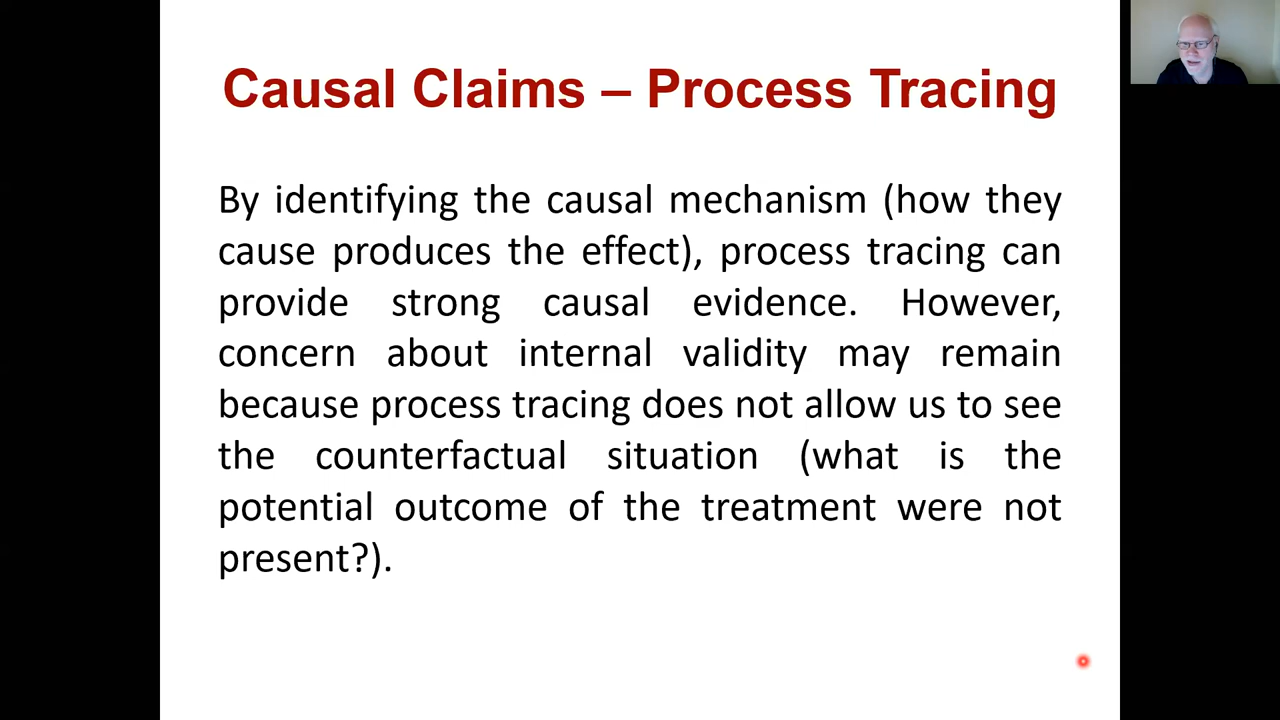 Causal Claims – Process Tracing
By identifying the causal mechanism (how they
cause produces the effect), process tracing can
provide strong causal evidence. However,
concern about internal validity may remain
because process tracing does not allow us to see
the counterfactual situation (what is the
potential outcome of the treatment were not
present?).